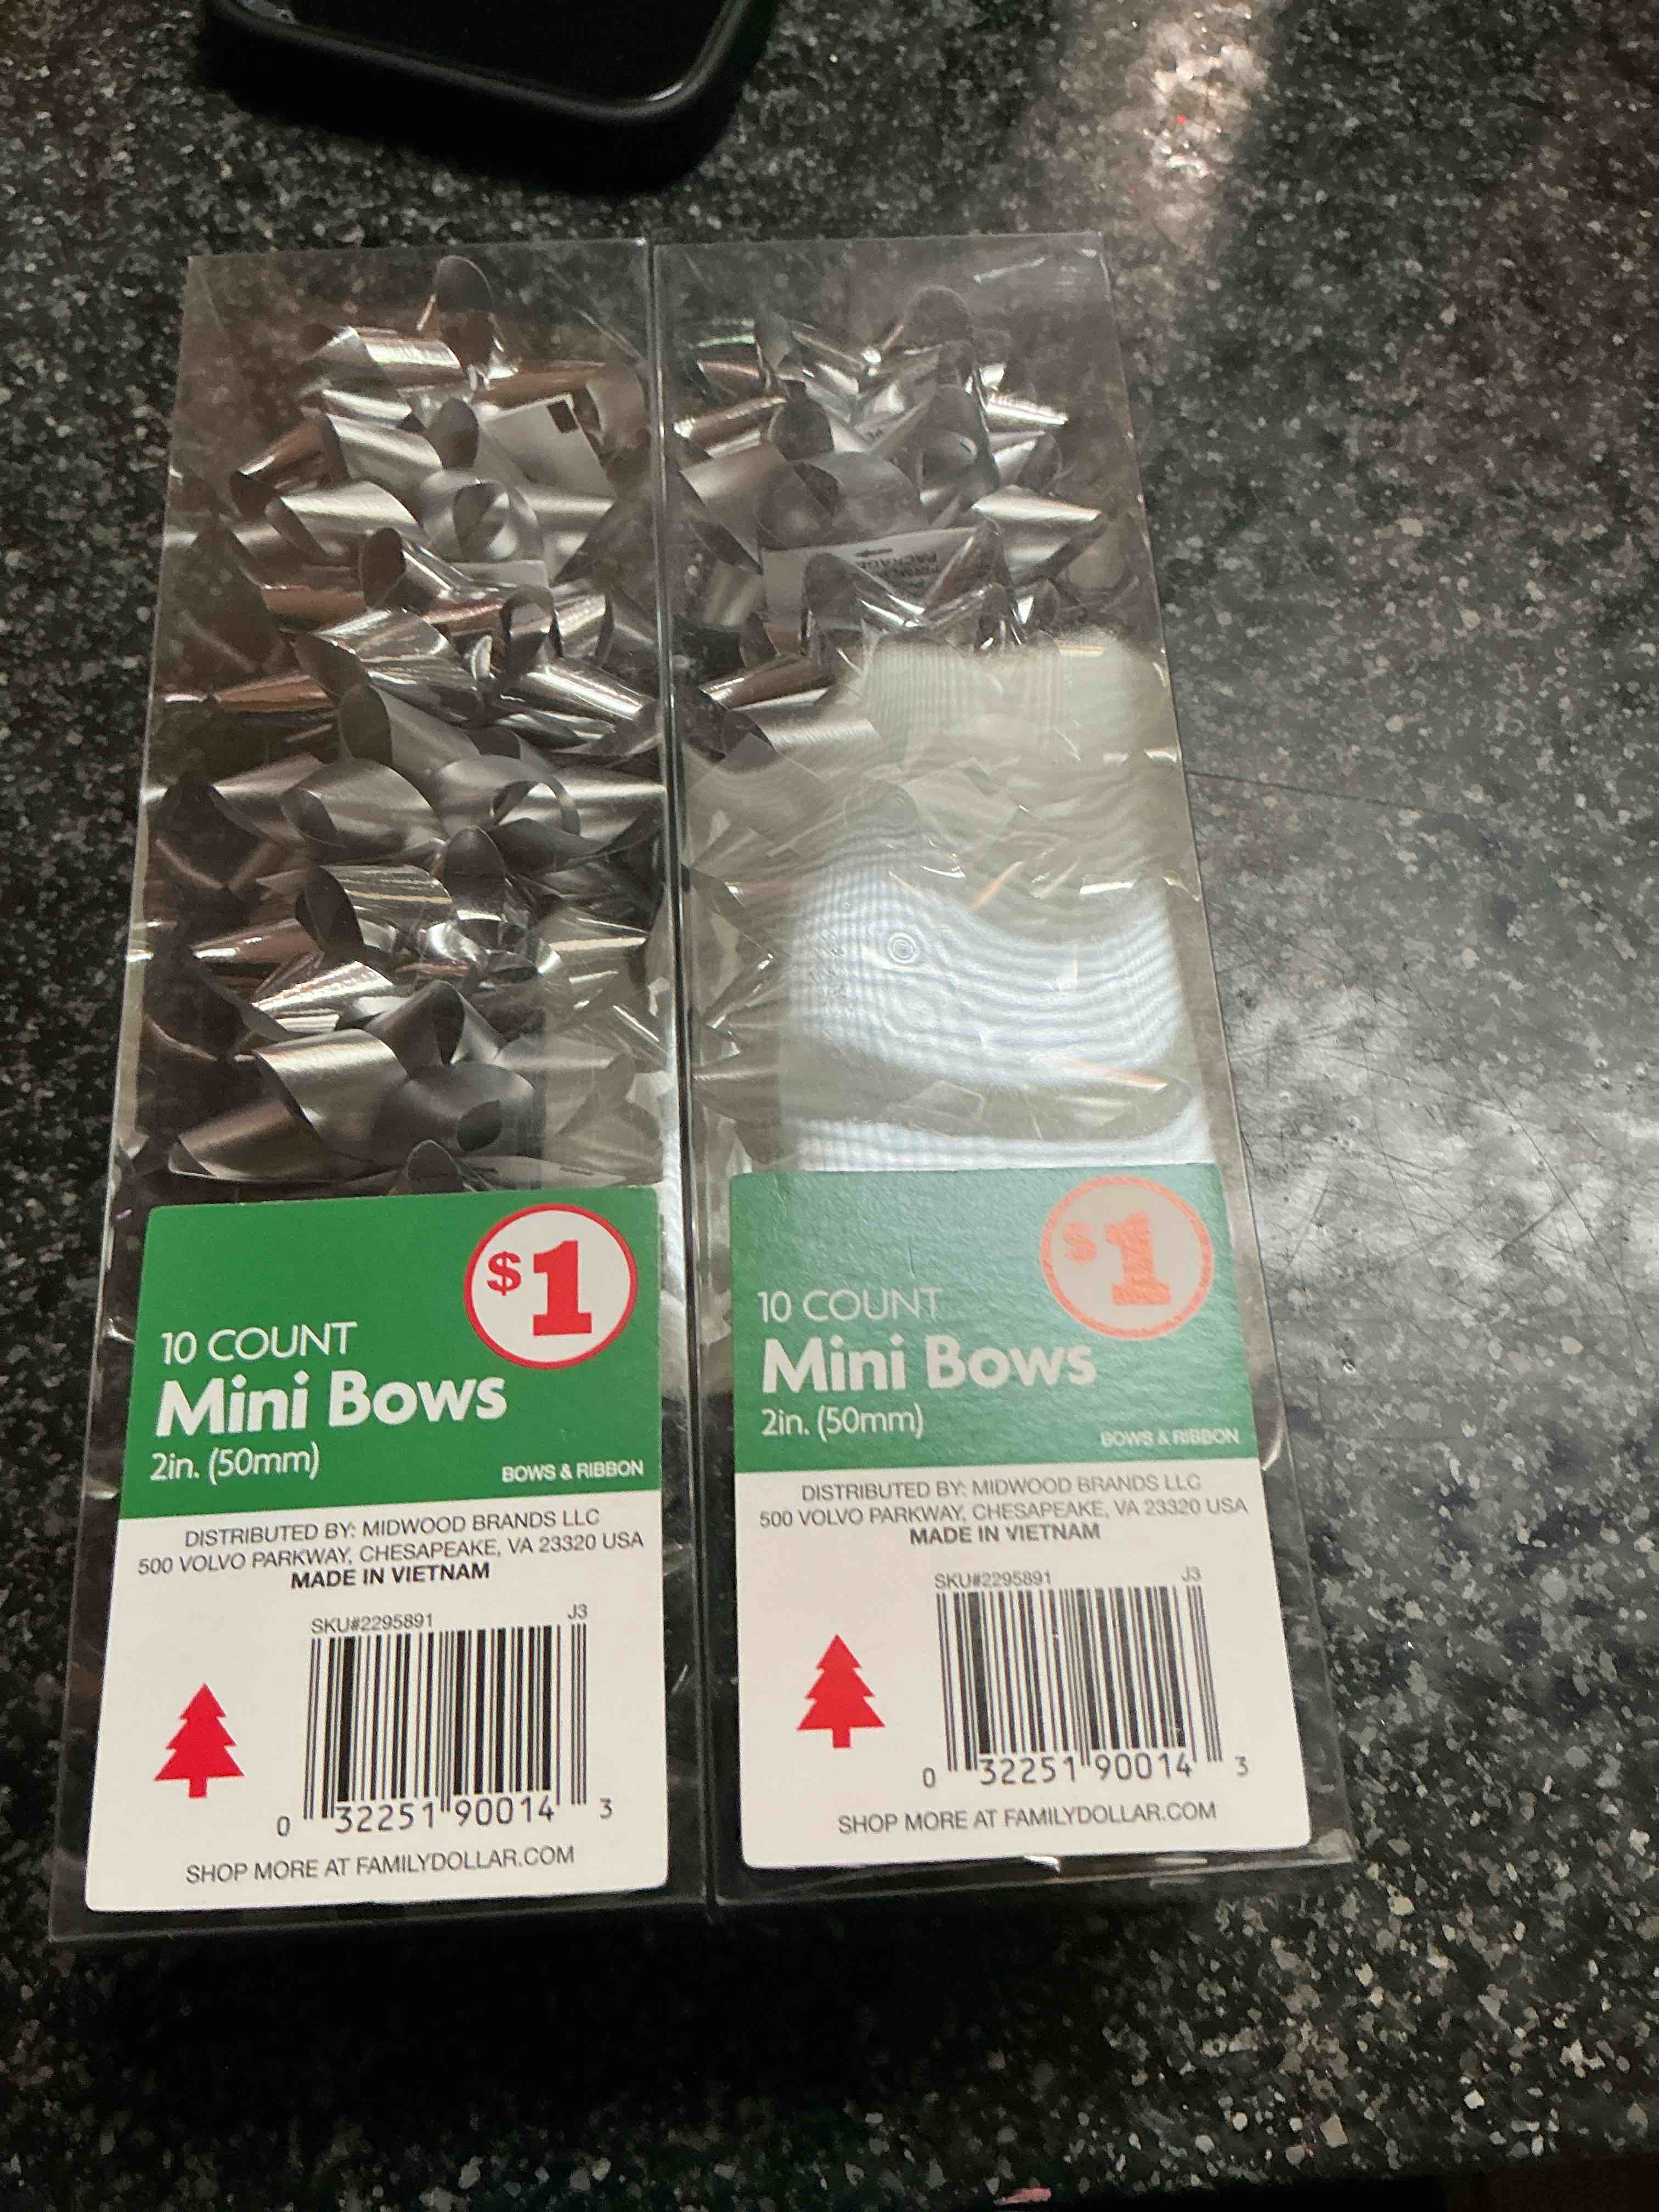 $1
10 COUNT
Mini Bows
2in. (50mm)
BOWS & RIBBON
DISTRIBUTED BY: MIDWOOD BRANDS LLC
500 VOLVO PARKWAY, CHESAPEAKE, VA 23320 USA
MADE IN VIETNAM
SKU#2295891
J3
0 32251 90014 3
SHOP MORE AT FAMILYDOLLAR.COM
PACKAGE
$1
10 COUNT
Mini Bows
2in. (50mm)
BOWS & RIBBON
DISTRIBUTED BY: MIDWOOD BRANDS LLC
500 VOLVO PARKWAY, CHESAPEAKE, VA 23320 USA
MADE IN VIETNAM
SKU#2295891
J3
0 32251 90014 3
SHOP MORE AT FAMILYDOLLAR.COM